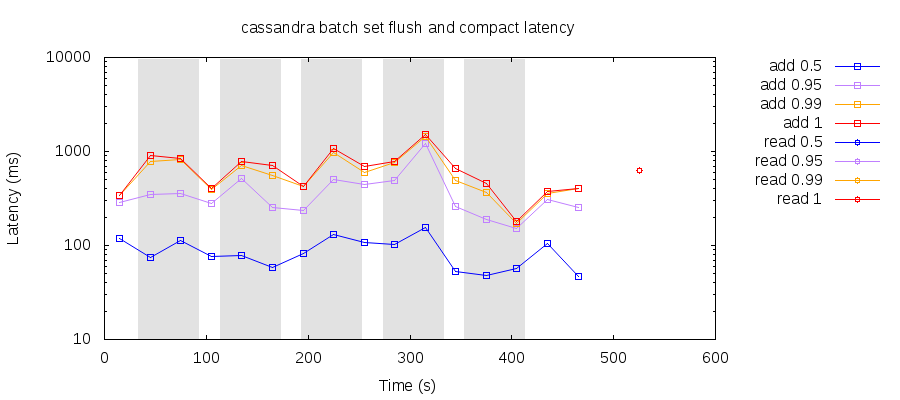 cassandra batch set flush and compact latency
10000
1000
100
10
Latency (ms)
0 100 200 300 400 500 600
Time (s)
add 0.5
add 0.95
add 0.99
add 1
read 0.5
read 0.95
read 0.99
read 1